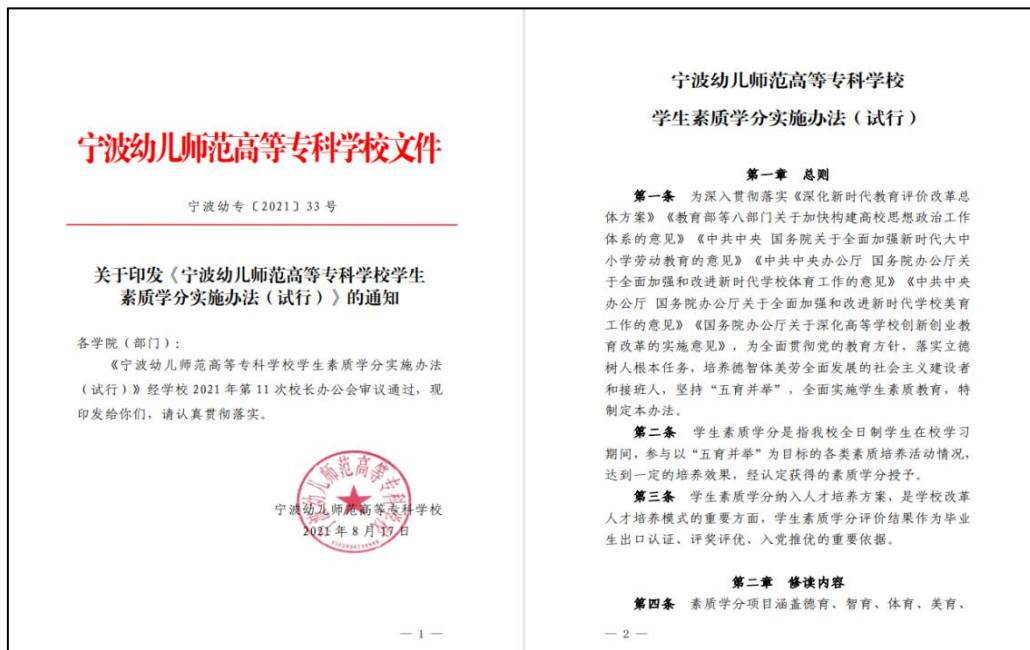 宁波幼儿师范高等专科学校文件
宁波幼专〔2021〕33 号
关于印发《宁波幼儿师范高等专科学校学生
素质学分实施办法（试行）》的通知
各学院（部门）：
《宁波幼儿师范高等专科学校学生素质学分实施办法
（试行）》经学校 2021 年第 11 次校长办公会审议通过，现
印发给你们，请认真贯彻落实。
宁波幼儿师范高等专科学校
宁波幼儿师范高等专科学校
2021 年 8 月 17 日
— 1 —
宁波幼儿师范高等专科学校
学生素质学分实施办法（试行）
第一章 总则
第一条 为深入贯彻落实《深化新时代教育评价改革总
体方案》《教育部等八部门关于加快构建高校思想政治工作
体系的意见》《中共中央 国务院关于全面加强新时代大中
小学劳动教育的意见》《中共中央办公厅 国务院办公厅关
于全面加强和改进新时代学校体育工作的意见》《中共中央
办公厅 国务院办公厅关于全面加强和改进新时代学校美育
工作的意见》《国务院办公厅关于深化高等学校创新创业教
育改革的实施意见》，为全面贯彻党的教育方针，落实立德
树人根本任务，培养德智体美劳全面发展的社会主义建设者
和接班人，坚持“五育并举”，全面实施学生素质教育，特
制定本办法。
第二条 学生素质学分是指我校全日制学生在校学习
期间，参与以“五育并举”为目标的各类素质培养活动情况，
达到一定的培养效果，经认定获得的素质学分授予。
第三条 学生素质学分纳入人才培养方案，是学校改革
人才培养模式的重要方面，学生素质学分评价结果作为毕业
生出口认证、评奖评优、入党推优的重要依据。
第二章 修读内容
第四条 素质学分项目涵盖德育、智育、体育、美育、
— 2 —